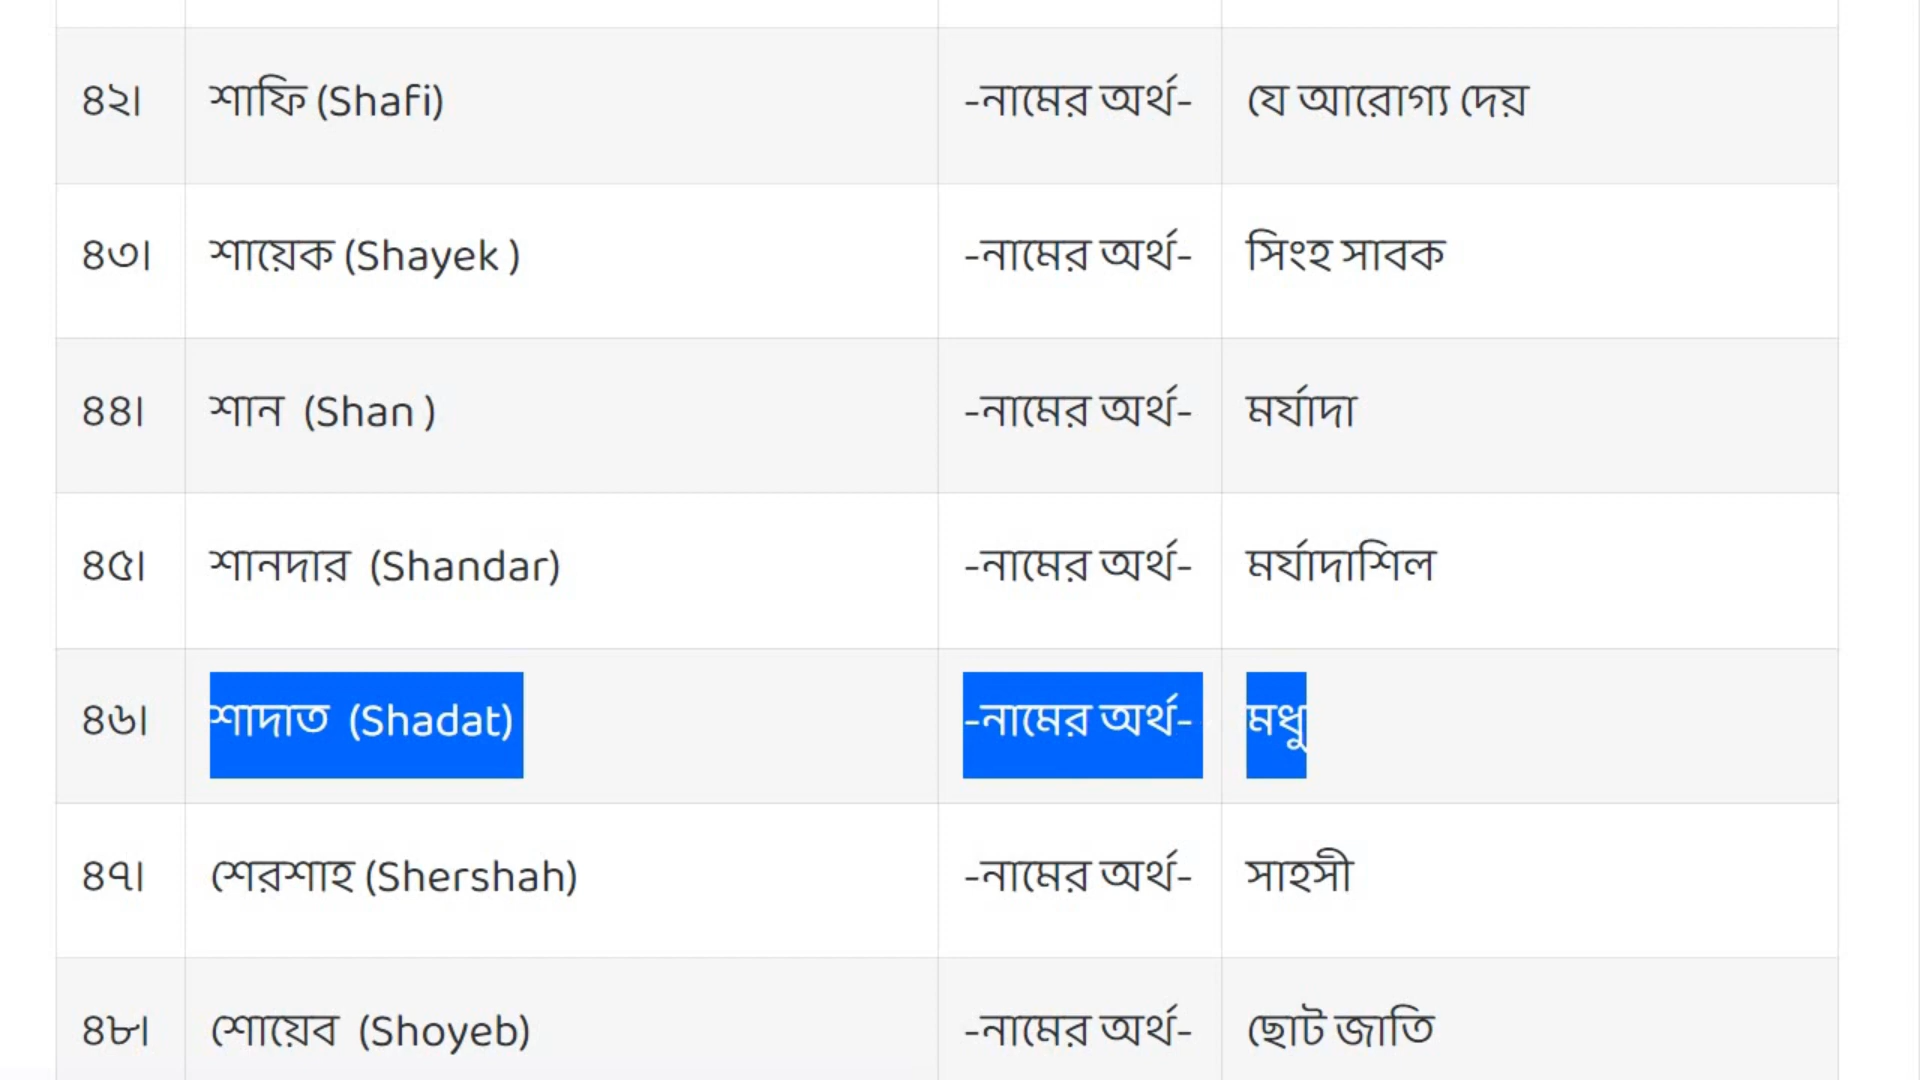 ৪২। শাফি (Shafi) -নামের অর্থ- যে আরোগ্য দেয়
৪৩। শায়েক (Shayek ) -নামের অর্থ- সিংহ সাবক
৪৪। শান (Shan ) -নামের অর্থ- মর্যাদা
৪৫। শানদার (Shandar) -নামের অর্থ- মর্যাদাশিল
৪৬। শাদাত (Shadat) -নামের অর্থ- মধু
৪৭। শেরশাহ (Shershah) -নামের অর্থ- সাহসী
৪৮। শোয়েব (Shoyeb) -নামের অর্থ- ছোট জাতি